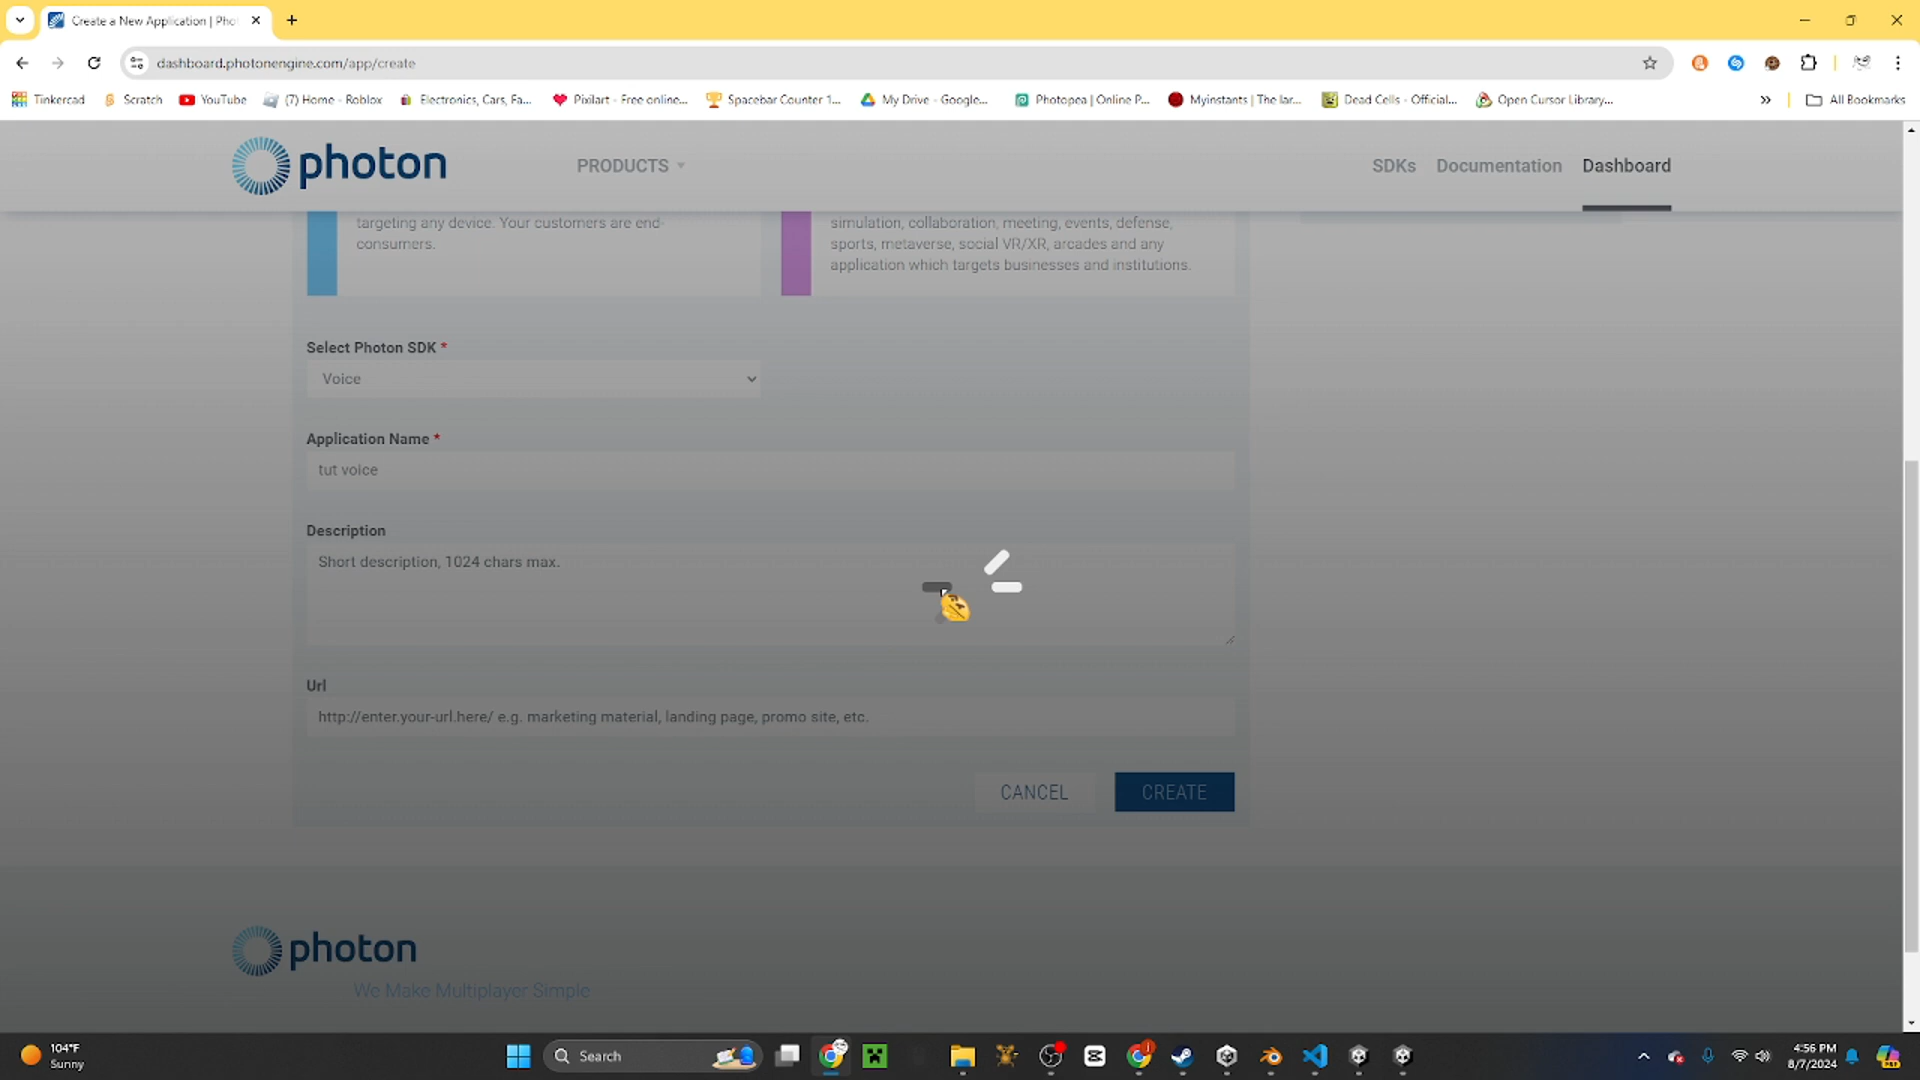 Create a New Application | Pho
dashboard.photonengine.com/app/create
Tinkercad
Scratch
YouTube
(7) Home - Roblox
Electronics, Cars, Fa...
Pixilart - Free online...
Spacebar Counter 1...
My Drive - Google...
Photopea | Online P...
Myinstants | The lar...
Dead Cells - Official...
Open Cursor Library...
All Bookmarks
photon
PRODUCTS
SDKs
Documentation
Dashboard
targeting any device. Your customers are end-
consumers.
simulation, collaboration, meeting, events, defense,
sports, metaverse, social VR/XR, arcades and any
application which targets businesses and institutions.
Select Photon SDK *
Voice
Application Name *
tut voice
Description
Short description, 1024 chars max.
Url
http://enter.your-url.here/ e.g. marketing material, landing page, promo site, etc.
CANCEL
CREATE
photon
We Make Multiplayer Simple
104°F
Sunny
Search
4:56 PM
8/7/2024